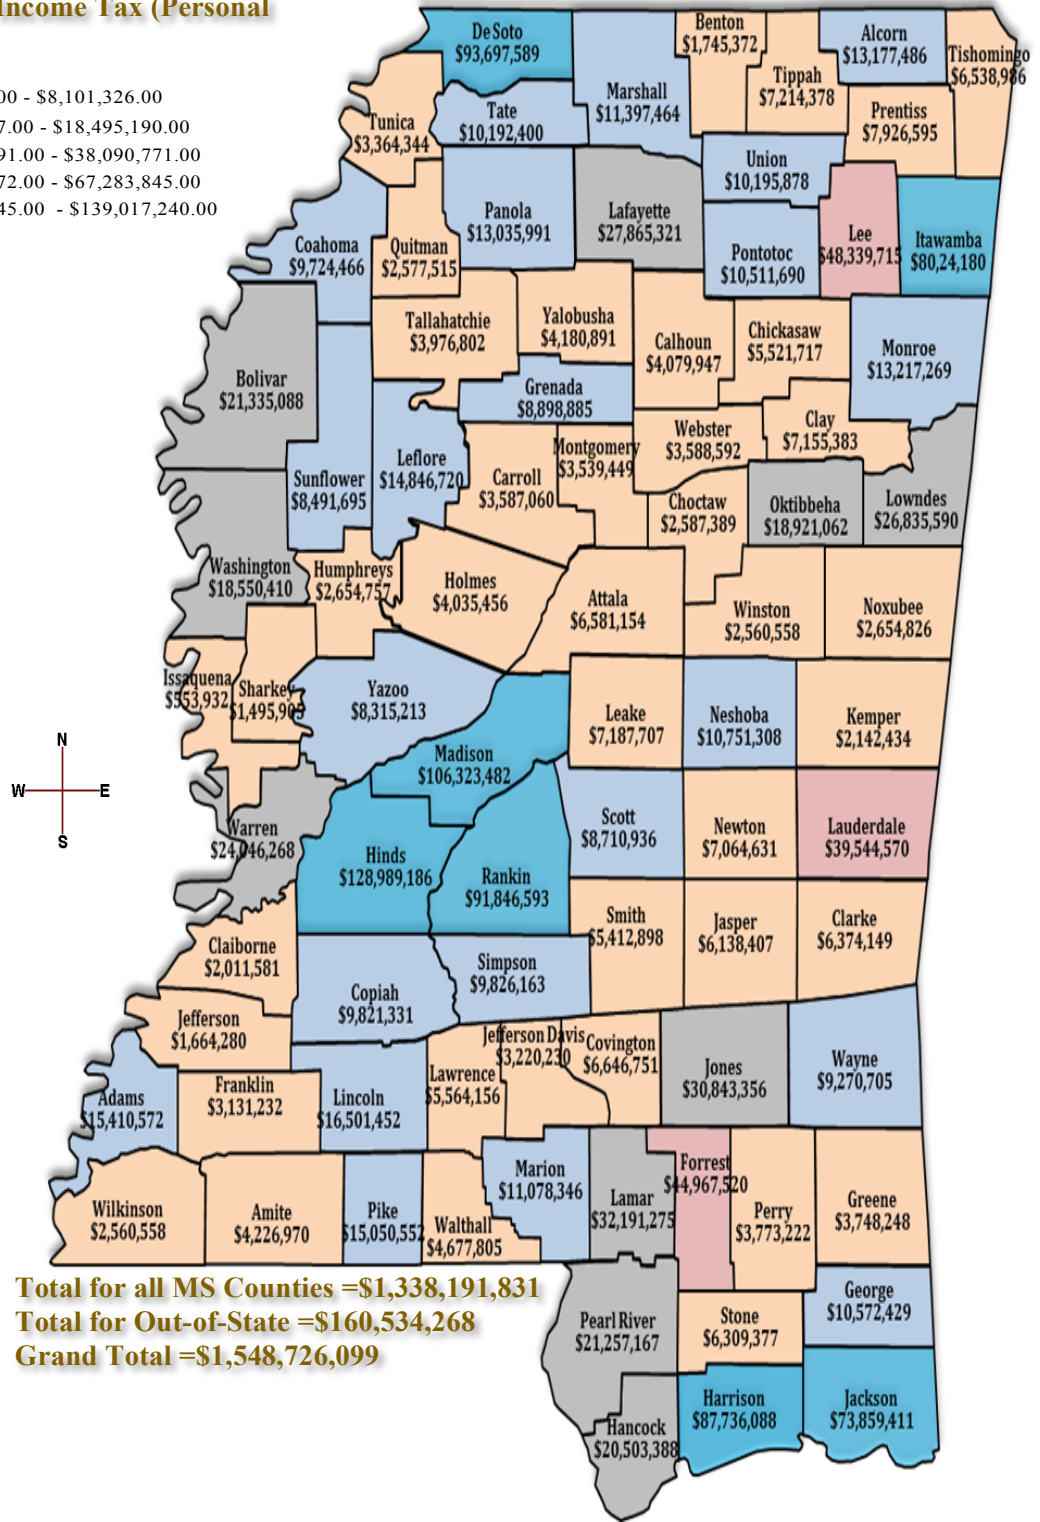 Income Tax (Personal
00 - $8,101,326.00
7.00 - $18,495,190.00
91.00 - $38,090,771.00
72.00 - $67,283,845.00
45.00 - $139,017,240.00
De Soto
$93,697,589
Benton
$1,745,372
Alcorn
$13,177,486
Tishomingo
$6,538,986
Tippah
$7,214,378
Marshall
$11,397,464
Tate
$10,192,400
Tunica
$3,364,344
Prentiss
$7,926,595
Union
$10,195,878
Panola
$13,035,991
Lafayette
$27,865,321
Lee
$48,339,715
Itawamba
$80,24,180
Pontotoc
$10,511,690
Coahoma
$9,724,466
Quitman
$2,577,515
Tallahatchie
$3,976,802
Yalobusha
$4,180,891
Calhoun
$4,079,947
Chickasaw
$5,521,717
Monroe
$13,217,269
Bolivar
$21,335,088
Grenada
$8,898,885
Sunflower
$8,491,695
Leflore
$14,846,720
Carroll
$3,587,060
Montgomery
$3,539,449
Webster
$3,588,592
Clay
$7,155,383
Choctaw
$2,587,389
Oktibbeha
$18,921,062
Lowndes
$26,835,590
Washington
$18,550,410
Humphreys
$2,654,757
Holmes
$4,035,456
Attala
$6,581,154
Winston
$2,560,558
Noxubee
$2,654,826
Issaquena
$553,932
Sharkey
$1,495,905
Yazoo
$8,315,213
Madison
$106,323,482
Leake
$7,187,707
Neshoba
$10,751,308
Kemper
$2,142,434
N
W E
S
Warren
$24,046,268
Hinds
$128,989,186
Rankin
$91,846,593
Scott
$8,710,936
Newton
$7,064,631
Lauderdale
$39,544,570
Claiborne
$2,011,581
Copiah
$9,821,331
Simpson
$9,826,163
Smith
$5,412,898
Jasper
$6,138,407
Clarke
$6,374,149
Jefferson
$1,664,280
Jefferson Davis
$3,220,230
Covington
$6,646,751
Jones
$30,843,356
Wayne
$9,270,705
Adams
$15,410,572
Franklin
$3,131,232
Lincoln
$16,501,452
Lawrence
$5,564,156
Wilkinson
$2,560,558
Amite
$4,226,970
Pike
$15,050,552
Walthall
$4,677,805
Marion
$11,078,346
Lamar
$32,191,275
Forrest
$44,967,520
Perry
$3,773,222
Greene
$3,748,248
Total for all MS Counties =$1,338,191,831
Total for Out-of-State =$160,534,268
Grand Total =$1,548,726,099
Pearl River
$21,257,167
Stone
$6,309,377
George
$10,572,429
Hancock
$20,503,388
Harrison
$87,736,088
Jackson
$73,859,411